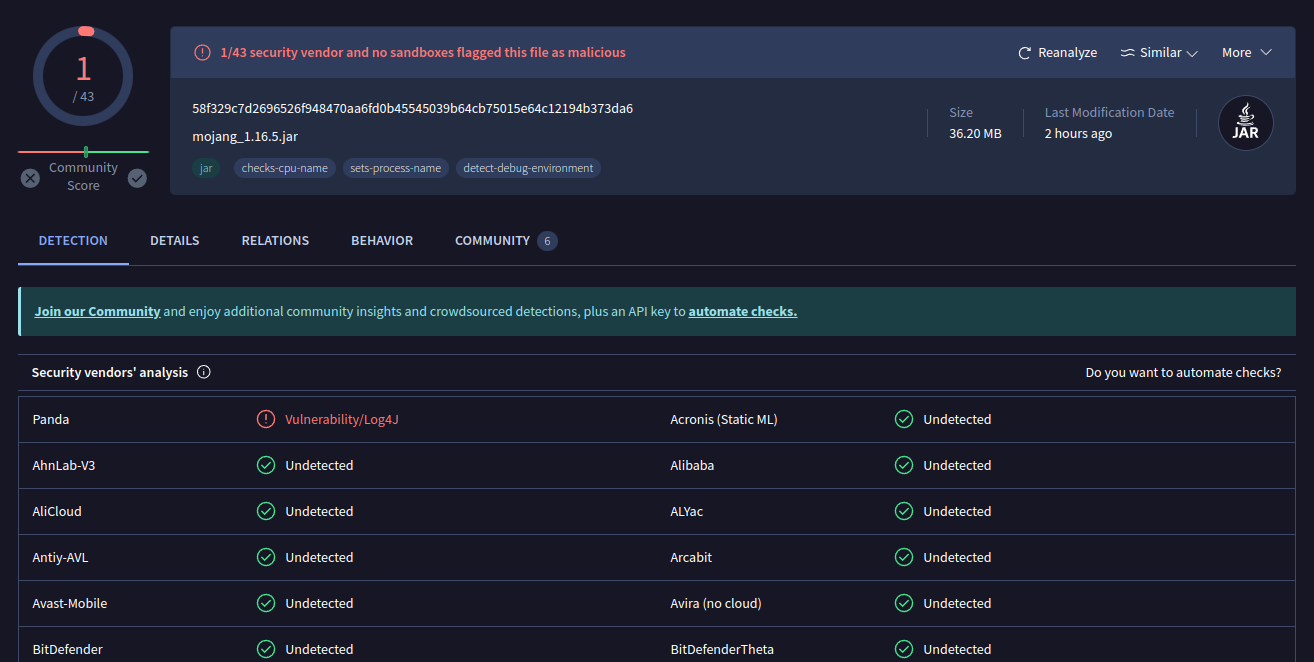 1
/ 43
Community
Score
1/43 security vendor and no sandboxes flagged this file as malicious
Reanalyze
Similar
More
58f329c7d2696526f948470aa6fd0b45545039b64cb75015e64c12194b373da6
mojang_1.16.5.jar
jar checks-cpu-name sets-process-name detect-debug-environment
Size
36.20 MB
Last Modification Date
2 hours ago
JAR
DETECTION DETAILS RELATIONS BEHAVIOR COMMUNITY 6
Join our Community and enjoy additional community insights and crowdsourced detections, plus an API key to automate checks.
Security vendors' analysis Do you want to automate checks?
Panda Vulnerability/Log4J Acronis (Static ML) Undetected
AhnLab-V3 Undetected Alibaba Undetected
AliCloud Undetected ALYac Undetected
Antiy-AVL Undetected Arcabit Undetected
Avast-Mobile Undetected Avira (no cloud) Undetected
BitDefender Undetected BitDefenderTheta Undetected